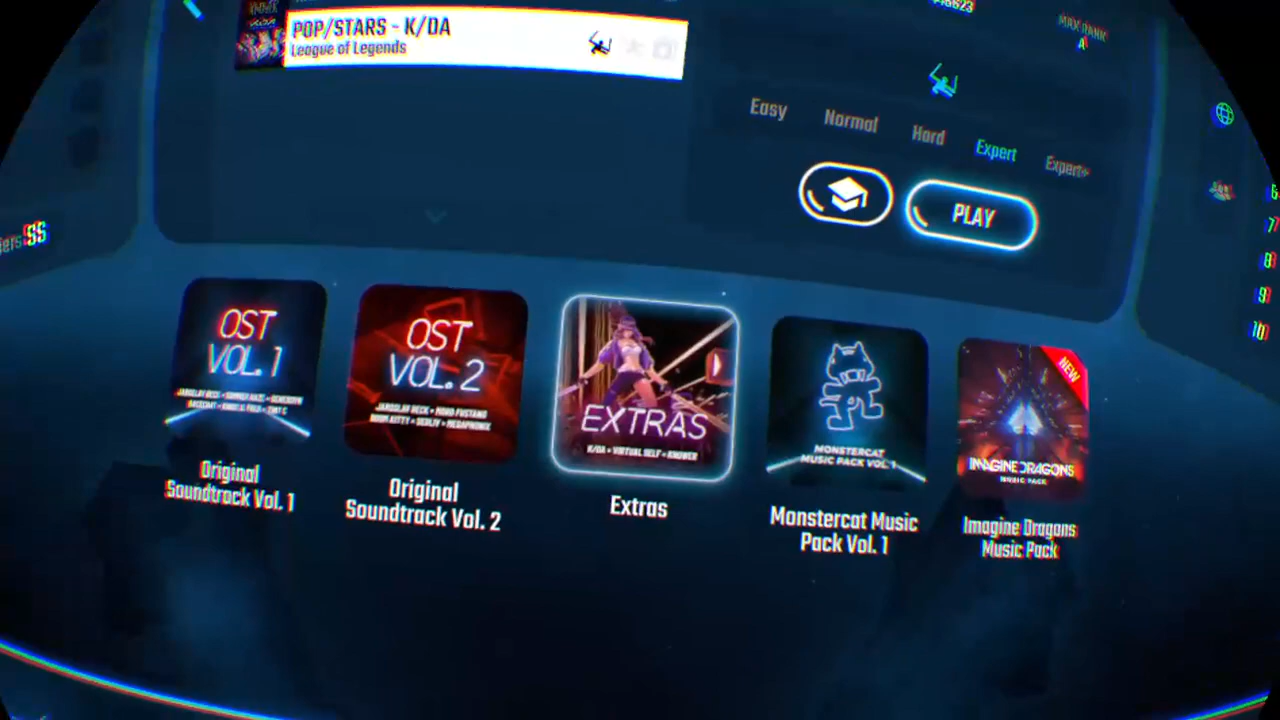 POP/STARS - K/DA
League of Legends
MAX RANK
A
Easy
Normal
Hard
Expert
Expert+
PLAY
SS
OST
VOL. 1
OST
VOL. 2
EXTRAS
K/DA • VIRTUAL SELF • KNOWER
MONSTERCAT
MUSIC PACK VOL. 1
NEW
IMAGINE DRAGONS
MUSIC PACK
Original
Soundtrack Vol. 1
Original
Soundtrack Vol. 2
Extras
Monstercat Music
Pack Vol. 1
Imagine Dragons
Music Pack